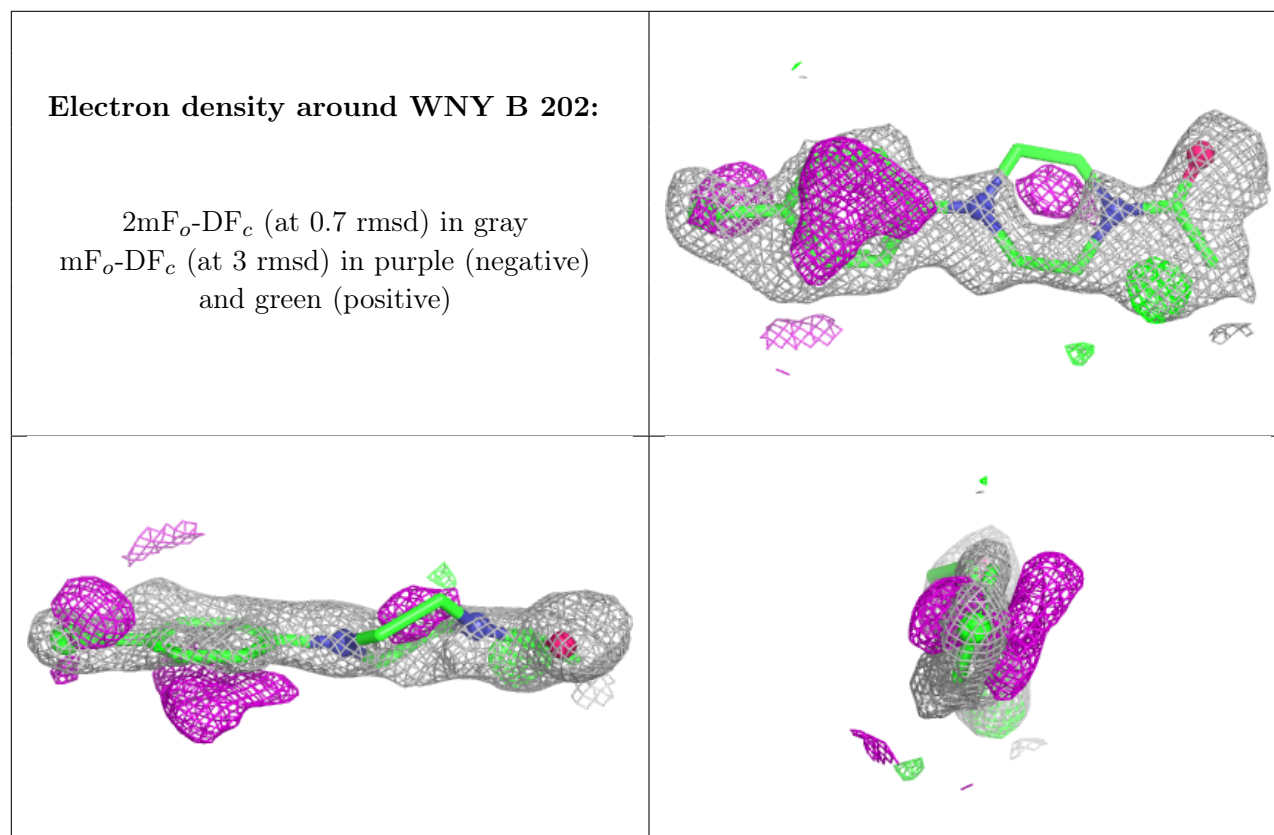 Electron density around WNY B 202:
2mFo-DFc (at 0.7 rmsd) in gray
mFo-DFc (at 3 rmsd) in purple (negative)
and green (positive)